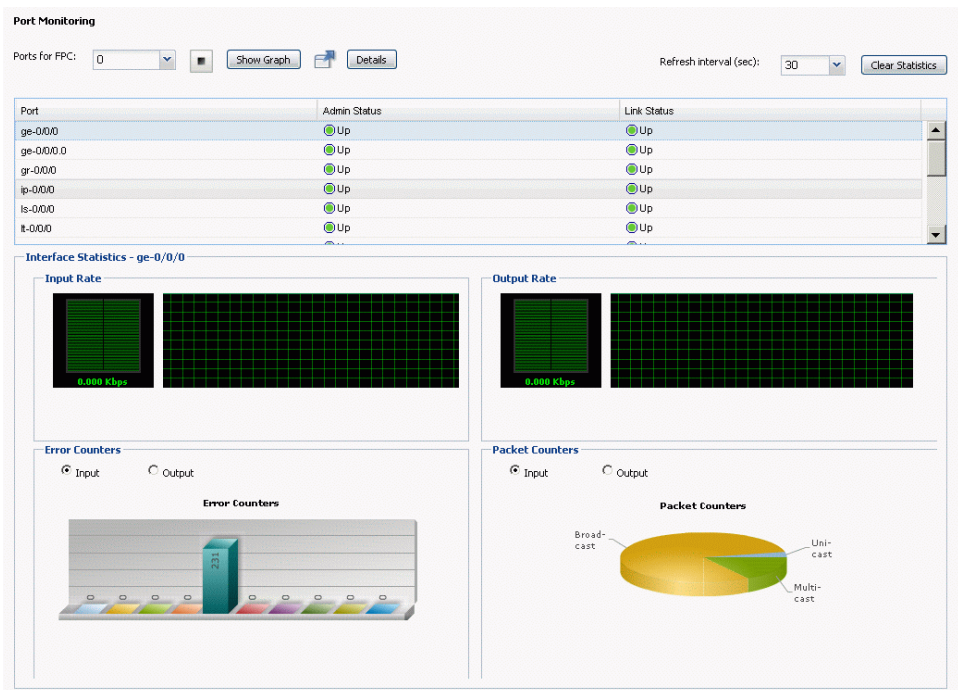 Port Monitoring
Ports for FPC: 0 Show Graph Details Refresh interval (sec): 30 Clear Statistics
Port Admin Status Link Status
ge-0/0/0 Up Up
ge-0/0/0.0 Up Up
gr-0/0/0 Up Up
ip-0/0/0 Up Up
ls-0/0/0 Up Up
lt-0/0/0 Up Up
Interface Statistics - ge-0/0/0
Input Rate
0.000 Kbps
Output Rate
0.000 Kbps
Error Counters
Input Output
Error Counters
0 0 0 0 231 0 0 0 0 0
Packet Counters
Input Output
Packet Counters
Broad-
cast
Uni-
cast
Multi-
cast